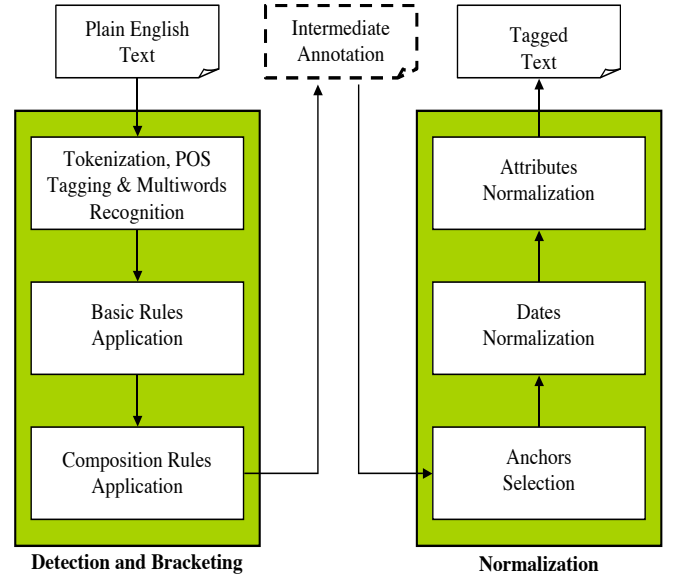 Plain English
Text
Tokenization, POS
Tagging & Multiwords
Recognition
Basic Rules
Application
Composition Rules
Application
Detection and Bracketing
Intermediate
Annotation
Tagged
Text
Attributes
Normalization
Dates
Normalization
Anchors
Selection
Normalization